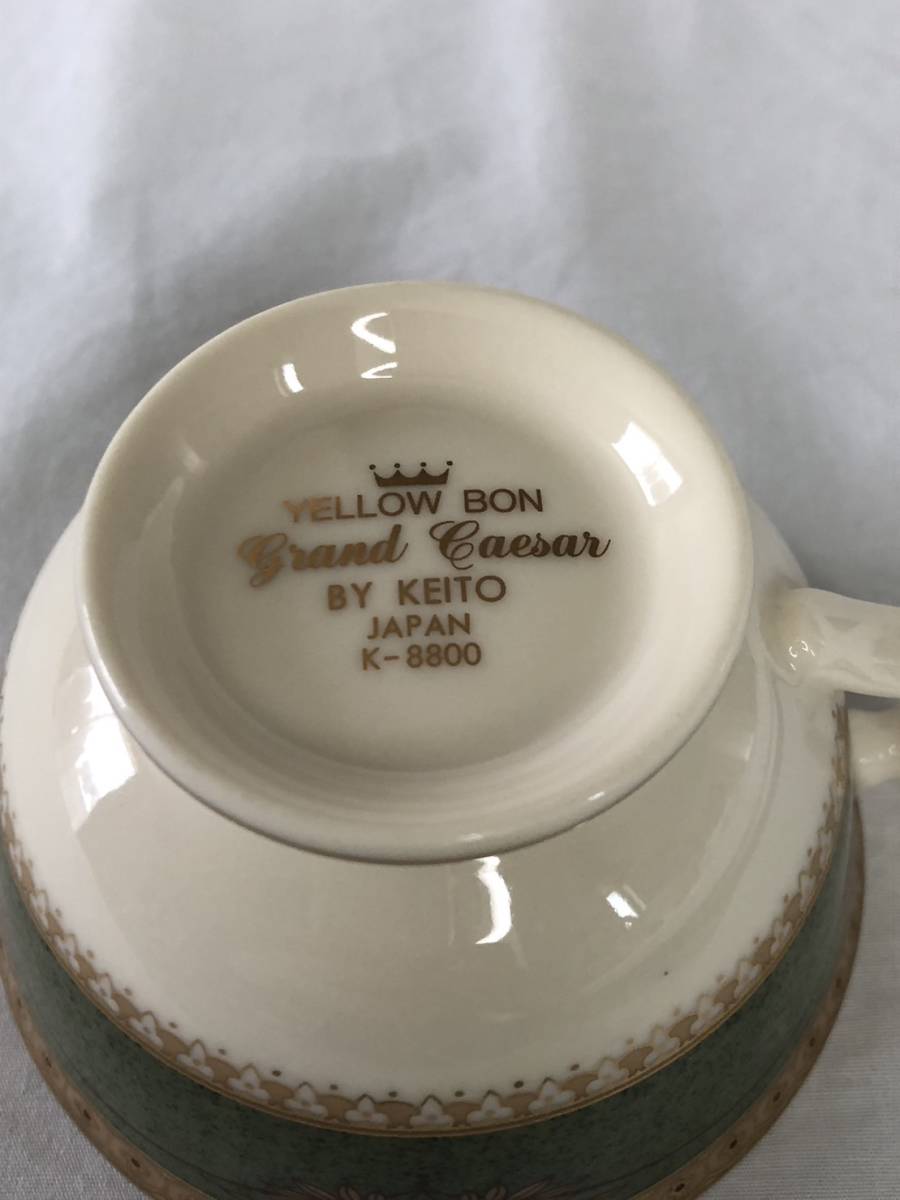 YELLOW BON
Grand Caesar
BY KEITO
JAPAN
K-8800